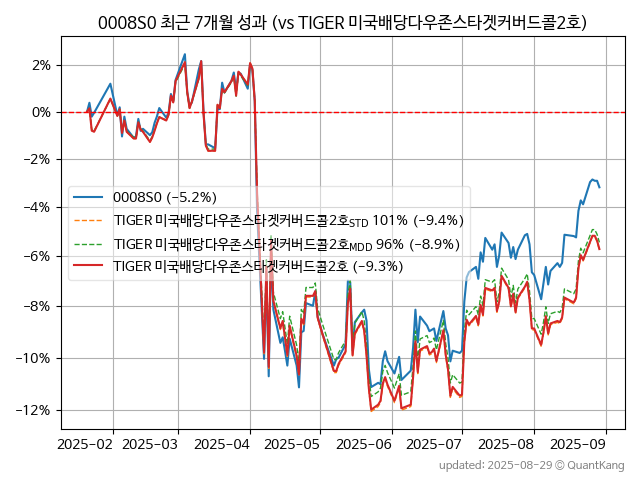 0008S0 최근 7개월 성과 (vs TIGER 미국배당다우존스타겟커버드콜2호)
2%
0%
−2%
−4%
−6%
−8%
−10%
−12%
0008S0 (−5.2%)
TIGER 미국배당다우존스타겟커버드콜2호STD 101% (−9.4%)
TIGER 미국배당다우존스타겟커버드콜2호MDD 96% (−8.9%)
TIGER 미국배당다우존스타겟커버드콜2호 (−9.3%)
2025-02 2025-03 2025-04 2025-05 2025-06 2025-07 2025-08 2025-09
updated: 2025-08-29 © QuantKang